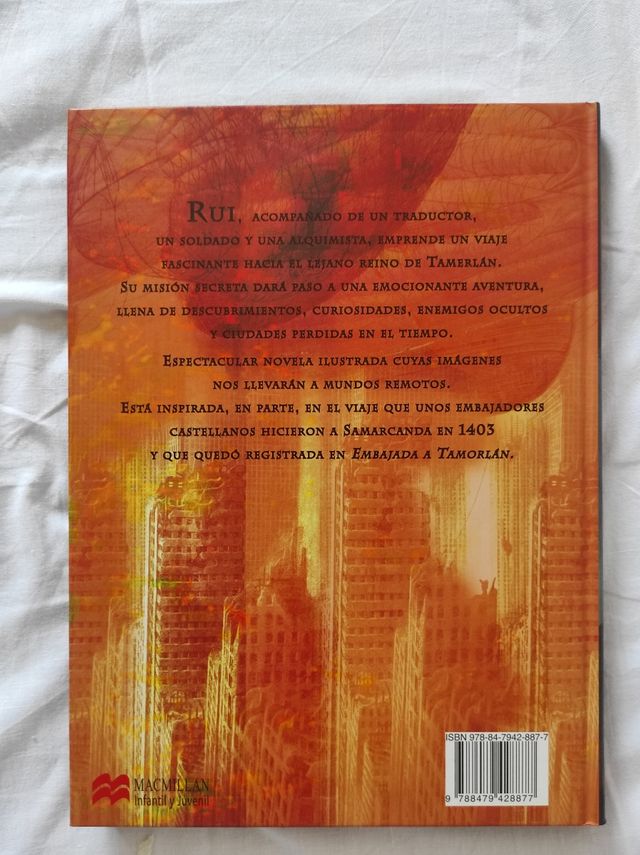 RUI, ACOMPAÑADO DE UN TRADUCTOR,
UN SOLDADO Y UNA ALQUIMISTA, EMPRENDE UN VIAJE
FASCINANTE HACIA EL LEJANO REINO DE TAMERLÁN.
SU MISIÓN SECRETA DARÁ PASO A UNA EMOCIONANTE AVENTURA,
LLENA DE DESCUBRIMIENTOS, CURIOSIDADES, ENEMIGOS OCULTOS
Y CIUDADES PERDIDAS EN EL TIEMPO.
ESPECTACULAR NOVELA ILUSTRADA CUYAS IMÁGENES
NOS LLEVARÁN A MUNDOS REMOTOS.
ESTÁ INSPIRADA, EN PARTE, EN EL VIAJE QUE UNOS EMBAJADORES
CASTELLANOS HICIERON A SAMARCANDA EN 1403
Y QUE QUEDÓ REGISTRADA EN EMBAJADA A TAMORLÁN.
ISBN 978-84-7942-887-7
9 788479 428877
MACMILLAN
Infantil y Juvenil